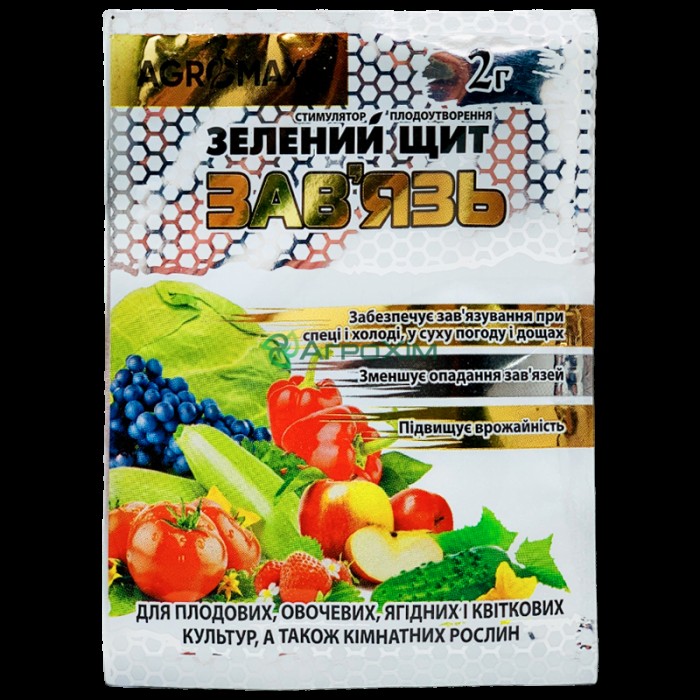 AGROMAX
2г
СТИМУЛЯТОР ПЛОДОУТВОРЕННЯ
ЗЕЛЕНИЙ ЩИТ
ЗАВ'ЯЗЬ
Забезпечує зав'язування при
спеці і холоді, у суху погоду і дощах
АГРОХІМ
Зменшує опадання зав'язей
Підвищує врожайність
ДЛЯ ПЛОДОВИХ, ОВОЧЕВИХ, ЯГІДНИХ І КВІТКОВИХ
КУЛЬТУР, А ТАКОЖ КІМНАТНИХ РОСЛИН